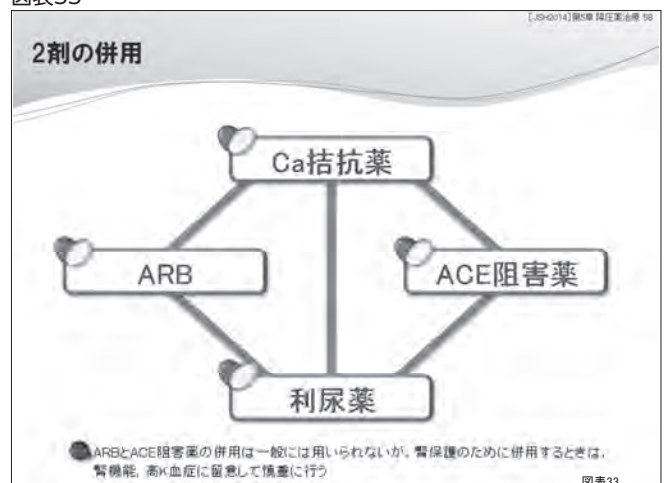 図表33
[JSH2014]第5章 降圧薬治療 58
2剤の併用
Ca拮抗薬
ARB
ACE阻害薬
利尿薬
ARBとACE阻害薬の併用は一般には用いられないが，腎保護のために併用するときは，
腎機能，高K血症に留意して慎重に行う
図表33